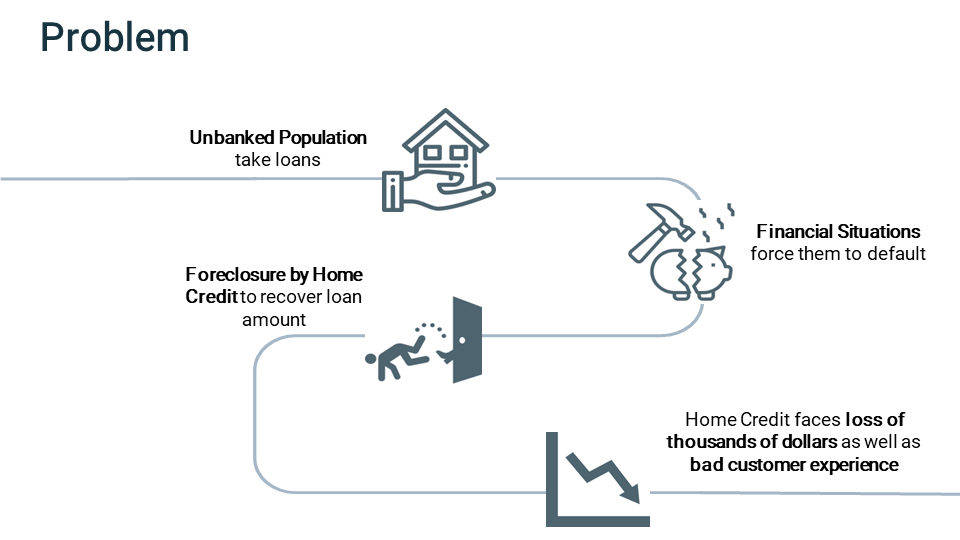 Problem
Unbanked Population
take loans
Financial Situations
force them to default
Foreclosure by Home
Credit to recover loan
amount
Home Credit faces loss of
thousands of dollars as well as
bad customer experience